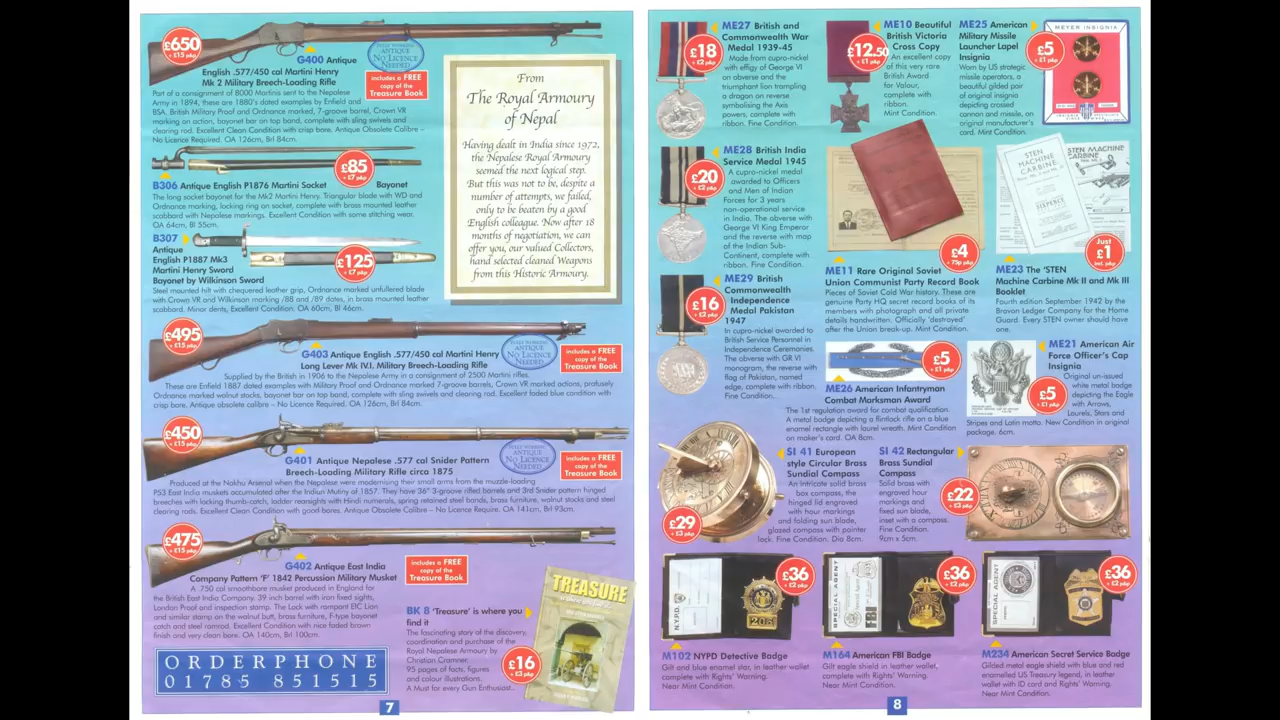 £650
+ £15 p&p
G400 Antique
English .577/450 cal Martini Henry
Mk 2 Military Breech-Loading Rifle
FULLY WORKING
ANTIQUE
NO LICENCE
NEEDED
includes a FREE
copy of the
Treasure Book
Part of a consignment of 8000 Martinis sent to the Nepalese
Army in 1894, these are 1880's dated examples by Enfield and
BSA. British Military Proof and Ordnance marked, 7-groove barrel, Crown VR
marking an action, bayonet bar on top band, complete with sling swivels and
clearing rod. Excellent Clean Condition with crisp bore. Antique Obsolete Calibre –
No Licence Required. OA 126cm, Brl 84cm.
£85
+ £7 p&p
B306 Antique English P1876 Martini Socket Bayonet
The long socket bayonet for the Mk2 Martini Henry. Triangular blade with WD and
Ordnance marking, locking ring on socket, complete with brass mounted leather
scabbard with Nepalese markings. Excellent Condition with some stitching wear.
OA 64cm, Bl 55cm.
B307
Antique
English P1887 Mk3
Martini Henry Sword
Bayonet by Wilkinson Sword
£125
+ £7 p&p
Steel mounted hilt with chequered leather grip, Ordnance marked unfullered blade
with Crown VR and Wilkinson marking /88 and /89 dates, in brass mounted leather
scabbard. Minor dents, Excellent Condition. OA 60cm, Bl 46cm.
From
The Royal Armoury
of Nepal
Having dealt in India since 1972,
the Nepalese Royal Armoury
seemed the next logical step.
But this was not to be, despite a
number of attempts, we failed,
only to be beaten by a good
English colleague. Now after 18
months of negotiation, we can
offer you, our valued Collectors,
hand selected cleaned Weapons
from this Historic Armoury.
£495
+ £15 p&p
G403 Antique English .577/450 cal Martini Henry
Long Lever Mk IV.I, Military Breech-Loading Rifle
FULLY WORKING
ANTIQUE
NO LICENCE
NEEDED
includes a FREE
copy of the
Treasure Book
Supplied by the British in 1906 to the Nepalese Army in a consignment of 2500 Martini rifles.
These are Enfield 1887 dated examples with Military Proof and Ordnance marked 7-groove barrels, Crown VR marked actions, profusely
Ordnance marked walnut stocks, bayonet bar on top band, complete with sling swivels and clearing rod. Excellent faded blue condition with
crisp bore. Antique obsolete calibre – No Licence Required. OA 126cm, Brl 84cm.
£450
+ £15 p&p
G401 Antique Nepalese .577 cal Snider Pattern
Breech-Loading Military Rifle circa 1875
FULLY WORKING
ANTIQUE
NO LICENCE
NEEDED
includes a FREE
copy of the
Treasure Book
Produced at the Nakhu Arsenal when the Nepalese were modernising their small arms from the muzzle-loading
P53 East India muskets accumulated after the Indian Mutiny of 1857. They have 36" 3-groove rifled barrels and 3rd Snider pattern hinged
breeches with locking thumb-catch, ladder rearsights with Hindi numerals, spring retained steel bands, brass furniture, walnut stocks and steel
clearing rods. Excellent Clean Condition with good bores. Antique Obsolete Calibre – No Licence Require. OA 141cm, Brl 93cm.
£475
+ £15 p&p
G402 Antique East India
Company Pattern 'F' 1842 Percussion Military Musket
includes a FREE
copy of the
Treasure Book
A .750 cal smoothbore musket produced in England for
the British East India Company. 39 inch barrel with iron fixed sights,
London Proof and inspection stamp. The Lock with rampant EIC Lion
and similar stamp on the walnut butt, brass furniture, F-type bayonet
catch and steel ramrod. Excellent Condition with nice faded brown
finish and very clean bore. OA 140cm, Brl 100cm.
BK 8 'Treasure' is where you
find it
The fascinating story of the discovery,
coordination and purchase of the
Royal Nepalese Armoury by
Christian Cranmer.
95 pages of facts, figures
and colour illustrations.
A Must for every Gun Enthusiast..
£16
+ £3 p&p
TREASURE
is where you find it
ORDERPHONE
01785 851515
7
£18
+ £2 p&p
ME27 British and
Commonwealth War
Medal 1939-45
Made from cupro-nickel
with effigy of George VI
an obverse and the
triumphant lion trampling
a dragon on reverse
symbolising the Axis
powers, complete with
ribbon. Fine Condition.
£12.50
+ £1 p&p
ME10 Beautiful
British Victoria
Cross Copy
An excellent copy
of this very rare
British Award
for Valour,
complete with
ribbon.
Mint Condition.
ME25 American
Military Missile
Launcher Lapel
Insignia
Worn by US strategic
missile operators, a
beautiful gilded pair
of original insignia
depicting crossed
cannon and missile, on
original manufacturer's
card. Mint Condition.
£5
+ £1 p&p
MEYER INSIGNIA
£20
+ £2 p&p
ME28 British India
Service Medal 1945
A cupro-nickel medal
awarded to Officers
and Men of Indian
Forces for 3 years
non-operational service
in India. The obverse with
George VI King Emperor
and the reverse with map
of the Indian Sub-
Continent, complete with
ribbon. Fine Condition.
£4
+ 75p p&p
ME11 Rare Original Soviet
Union Communist Party Record Book
Pieces of Soviet Cold War history. These are
genuine Party HQ secret record books of its
members with photograph and all private
details handwritten. Officially 'destroyed'
after the Union break-up. Mint Condition.
STEN
MACHINE
CARBINE
STEN MACHINE
CARBINE
Just
£1
incl. p&p
ME23 The 'STEN
Machine Carbine Mk II and Mk III
Booklet
Fourth edition September 1942 by the
Bravon Ledger Company for the Home
Guard. Every STEN owner should have
one.
£16
+ £2 p&p
ME29 British
Commonwealth
Independence
Medal Pakistan
1947
In cupro-nickel awarded to
British Service Personnel in
Independence Ceremonies.
The obverse with GR VI
monogram, the reverse with
flag of Pakistan, named
edge, complete with ribbon.
Fine Condition..
£5
+ £1 p&p
ME26 American Infantryman
Combat Marksman Award
The 1st regulation award for combat qualification.
A metal badge depicting a flintlock rifle on a blue
enamel rectangle with laurel wreath. Mint Condition
on maker's card. OA 8cm.
£5
+ £1 p&p
ME21 American Air
Force Officer's Cap
Insignia
Original un-issued
white metal badge
depicting the Eagle
with Arrows,
Laurels, Stars and
Stripes and Latin motto. New Condition in original
package. 6cm.
£29
+ £3 p&p
SI 41 European
style Circular Brass
Sundial Compass
An intricate solid brass
box compass, the
hinged lid engraved
with hour markings
and folding sun blade,
glazed compass with pointer
lock. Fine Condition. Dia 8cm.
SI 42 Rectangular
Brass Sundial
Compass
Solid brass with
engraved hour
markings and
fixed sun blade,
inset with a compass.
Fine Condition.
9cm x 5cm.
£22
+ £2 p&p
N.Y.P.D.
£36
+ £2 p&p
M102 NYPD Detective Badge
Gilt and blue enamel star, in leather wallet
complete with Rights' Warning.
Near Mint Condition.
SPECIAL AGENT
£36
+ £2 p&p
M164 American FBI Badge
Gilt eagle shield in leather wallet,
complete with Rights' Warning.
Near Mint Condition.
SPECIAL AGENT
£36
+ £2 p&p
M234 American Secret Service Badge
Gilded metal eagle shield with blue and red
enamelled US Treasury legend, in leather
wallet with ID card and Rights' Warning.
Near Mint Condition.
8